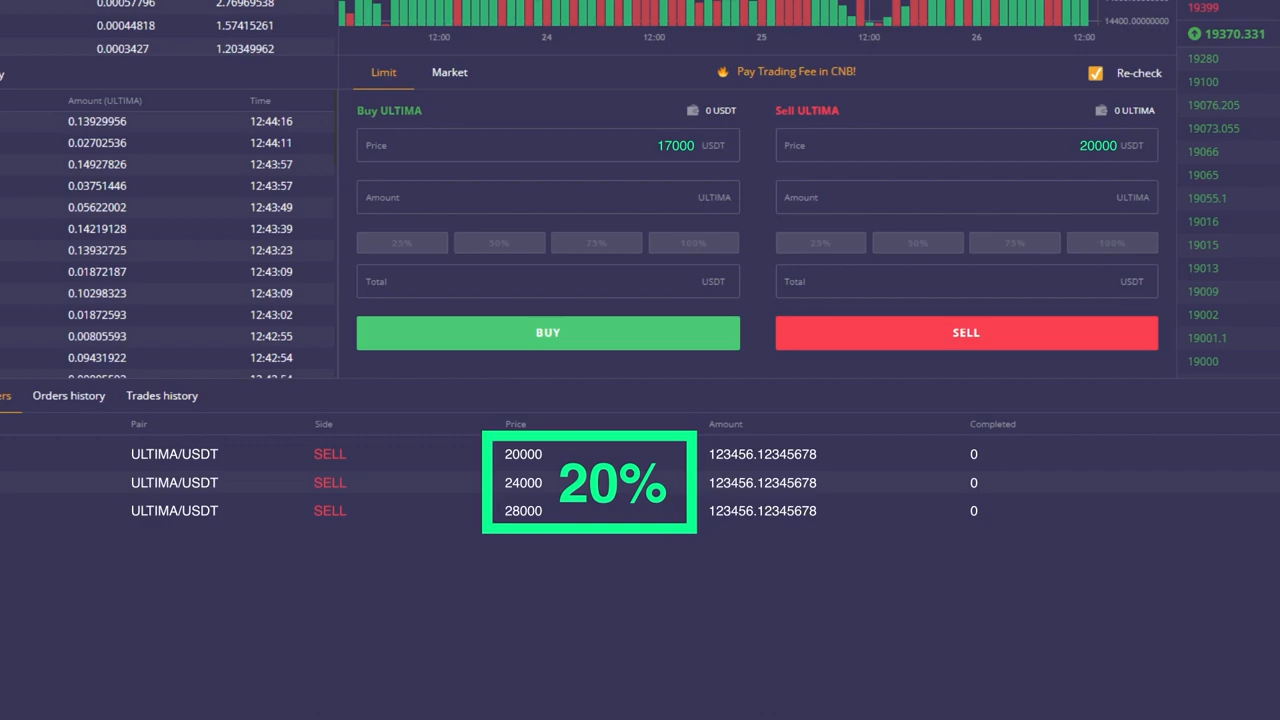 0.00057796 2.76969538
0.00044818 1.57415261
0.0003427 1.20349962
14400.00000000
12:00 24 12:00 25 12:00 26 12:00
19399
19370.331
19280
19100
19076.205
19073.055
19066
19065
19055.1
19016
19015
19013
19009
19002
19001.1
19000
y
Amount (ULTIMA) Time
0.13929956 12:44:16
0.02702536 12:44:11
0.14927826 12:43:57
0.03751446 12:43:57
0.05622002 12:43:49
0.14219128 12:43:39
0.13932725 12:43:23
0.01872187 12:43:09
0.10298323 12:43:09
0.01872593 12:43:02
0.00805593 12:42:55
0.09431922 12:42:54
Limit Market Pay Trading Fee in CNB! Re-check
Buy ULTIMA 0 USDT
Price 17000 USDT
Amount ULTIMA
25% 50% 75% 100%
Total USDT
BUY
Sell ULTIMA 0 ULTIMA
Price 20000 USDT
Amount ULTIMA
25% 50% 75% 100%
Total USDT
SELL
ers Orders history Trades history
Pair Side Price Amount Completed
ULTIMA/USDT SELL 20000 123456.12345678 0
ULTIMA/USDT SELL 24000 123456.12345678 0
ULTIMA/USDT SELL 28000 123456.12345678 0
20%